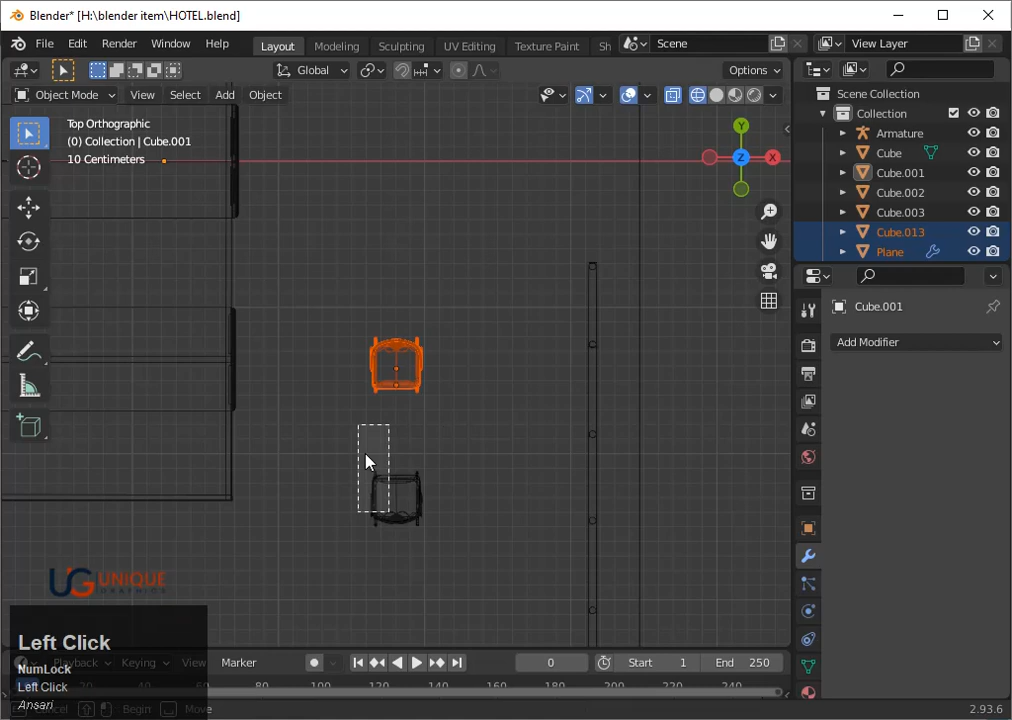 Blender* [H:\blender item\HOTEL.blend]
File Edit Render Window Help Layout Modeling Sculpting UV Editing Texture Paint Sh Scene View Layer
Global Options
Object Mode View Select Add Object
Top Orthographic
(0) Collection | Cube.001
10 Centimeters
Y
Z
X
Scene Collection
Collection
Armature
Cube
Cube.001
Cube.002
Cube.003
Cube.013
Plane
Cube.001
Add Modifier
UG UNIQUE
GRAPHICS
Left Click
NumLock
Left Click
Ansari
Playback Keying View Marker 0 Start 1 End 250
80 100 120 140 160 180 200 220 240
Cancel Begin Move 2.93.6